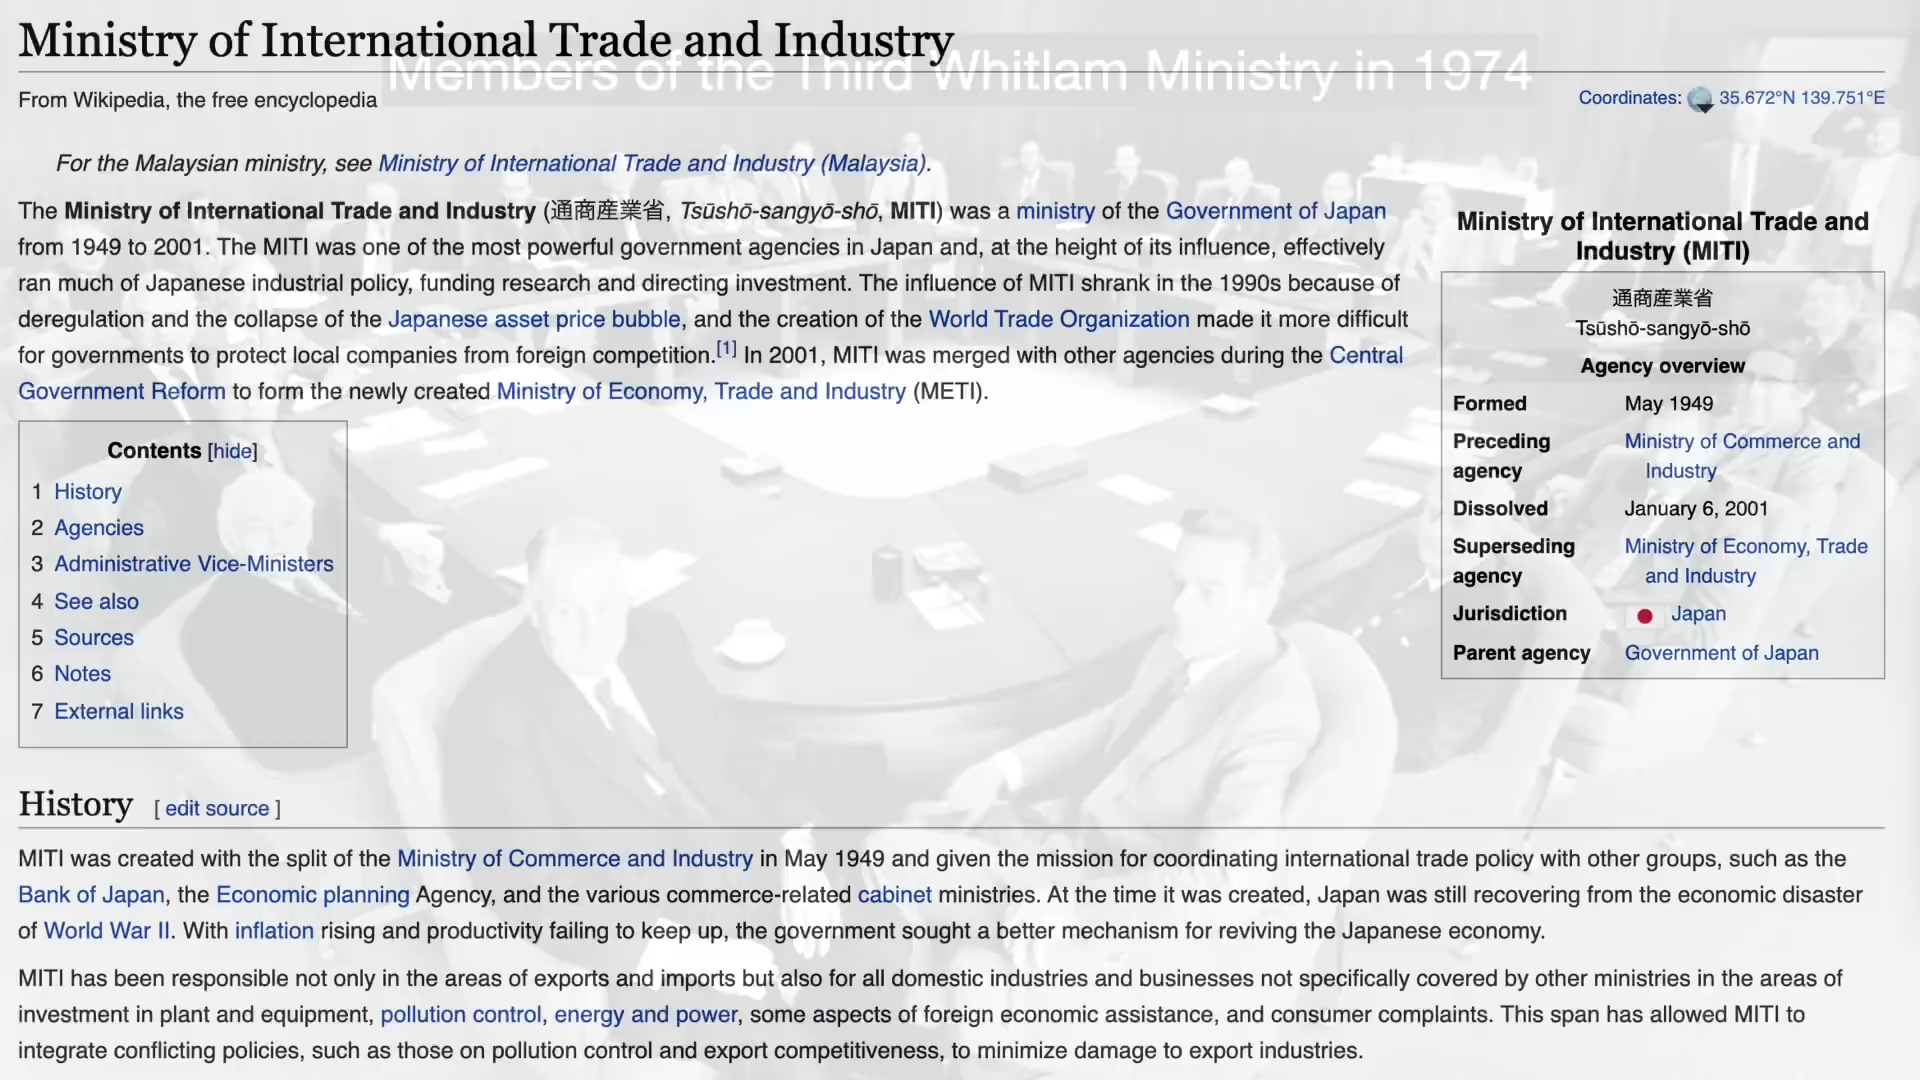 Ministry of International Trade and Industry
Members of the Third Whitlam Ministry in 1974
From Wikipedia, the free encyclopedia
Coordinates: 35.672°N 139.751°E
For the Malaysian ministry, see Ministry of International Trade and Industry (Malaysia).
The Ministry of International Trade and Industry (通商産業省, Tsūshō-sangyō-shō, MITI) was a ministry of the Government of Japan
from 1949 to 2001. The MITI was one of the most powerful government agencies in Japan and, at the height of its influence, effectively
ran much of Japanese industrial policy, funding research and directing investment. The influence of MITI shrank in the 1990s because of
deregulation and the collapse of the Japanese asset price bubble, and the creation of the World Trade Organization made it more difficult
for governments to protect local companies from foreign competition.[1] In 2001, MITI was merged with other agencies during the Central
Government Reform to form the newly created Ministry of Economy, Trade and Industry (METI).
Ministry of International Trade and
Industry (MITI)
通商産業省
Tsūshō-sangyō-shō
Agency overview
Formed May 1949
Preceding Ministry of Commerce and
agency Industry
Dissolved January 6, 2001
Superseding Ministry of Economy, Trade
agency and Industry
Jurisdiction Japan
Parent agency Government of Japan
Contents [hide]
1 History
2 Agencies
3 Administrative Vice-Ministers
4 See also
5 Sources
6 Notes
7 External links
History [ edit source ]
MITI was created with the split of the Ministry of Commerce and Industry in May 1949 and given the mission for coordinating international trade policy with other groups, such as the
Bank of Japan, the Economic planning Agency, and the various commerce-related cabinet ministries. At the time it was created, Japan was still recovering from the economic disaster
of World War II. With inflation rising and productivity failing to keep up, the government sought a better mechanism for reviving the Japanese economy.
MITI has been responsible not only in the areas of exports and imports but also for all domestic industries and businesses not specifically covered by other ministries in the areas of
investment in plant and equipment, pollution control, energy and power, some aspects of foreign economic assistance, and consumer complaints. This span has allowed MITI to
integrate conflicting policies, such as those on pollution control and export competitiveness, to minimize damage to export industries.